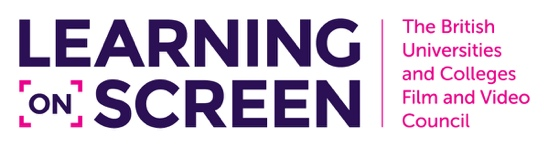 LEARNING
ON SCREEN
The British
Universities
and Colleges
Film and Video
Council